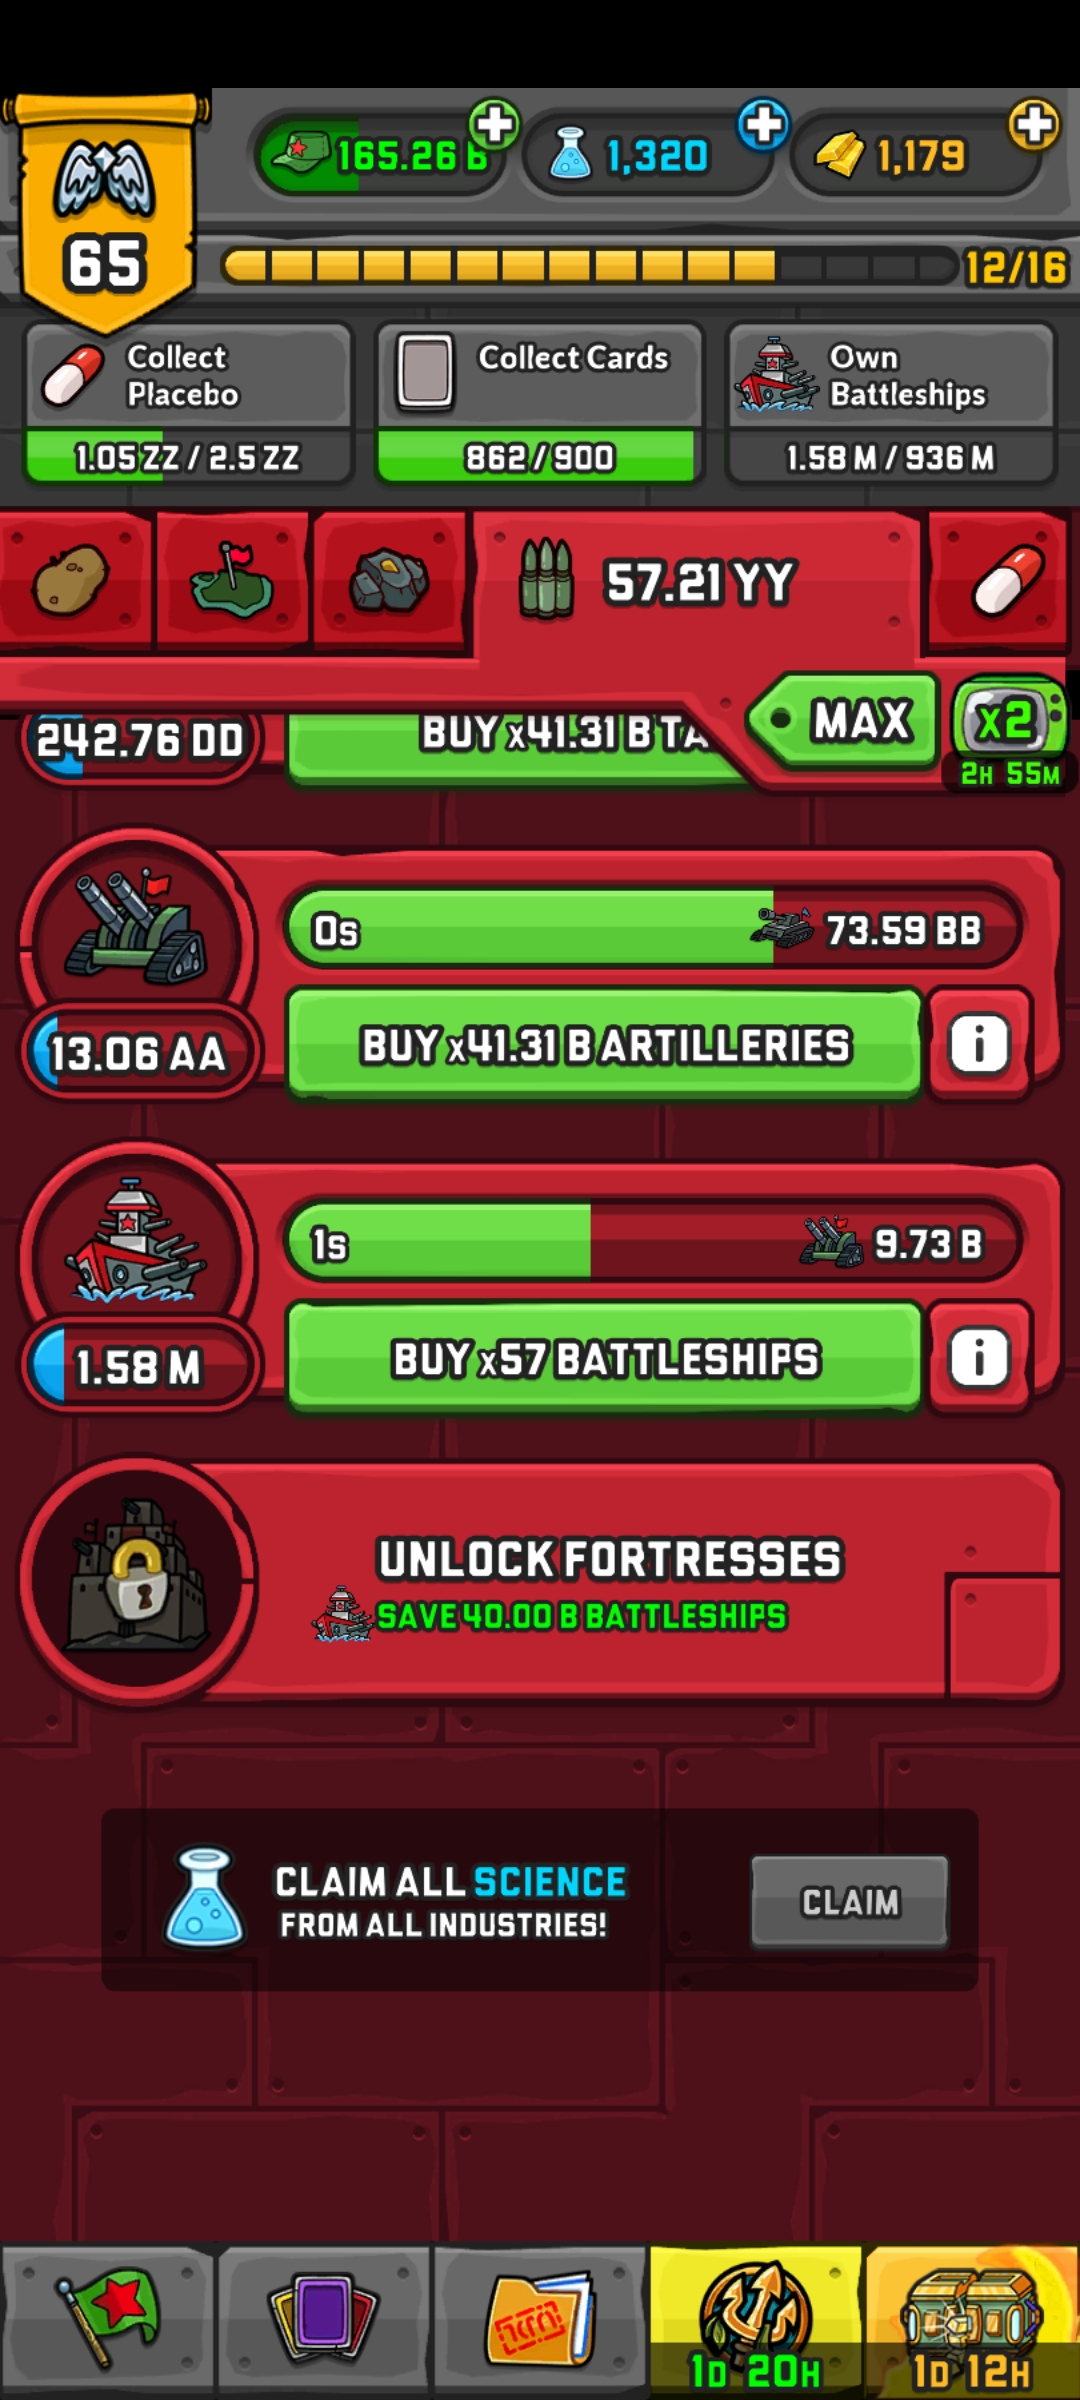 165.26 B
1,320
1,179
65
12/16
Collect
Placebo
Collect Cards
Own
Battleships
1.05 ZZ / 2.5 ZZ
862/900
1.58 M / 936 M
57.21 YY
MAX
x2
2H 55M
242.76 DD
BUY x41.31 B
0s
73.59 BB
13.06 AA
BUY x41.31 B ARTILLERIES
i
1s
9.73 B
1.58 M
BUY x57 BATTLESHIPS
i
UNLOCK FORTRESSES
SAVE 40.00 B BATTLESHIPS
CLAIM ALL SCIENCE
FROM ALL INDUSTRIES!
CLAIM
1D 20H
1D 12H